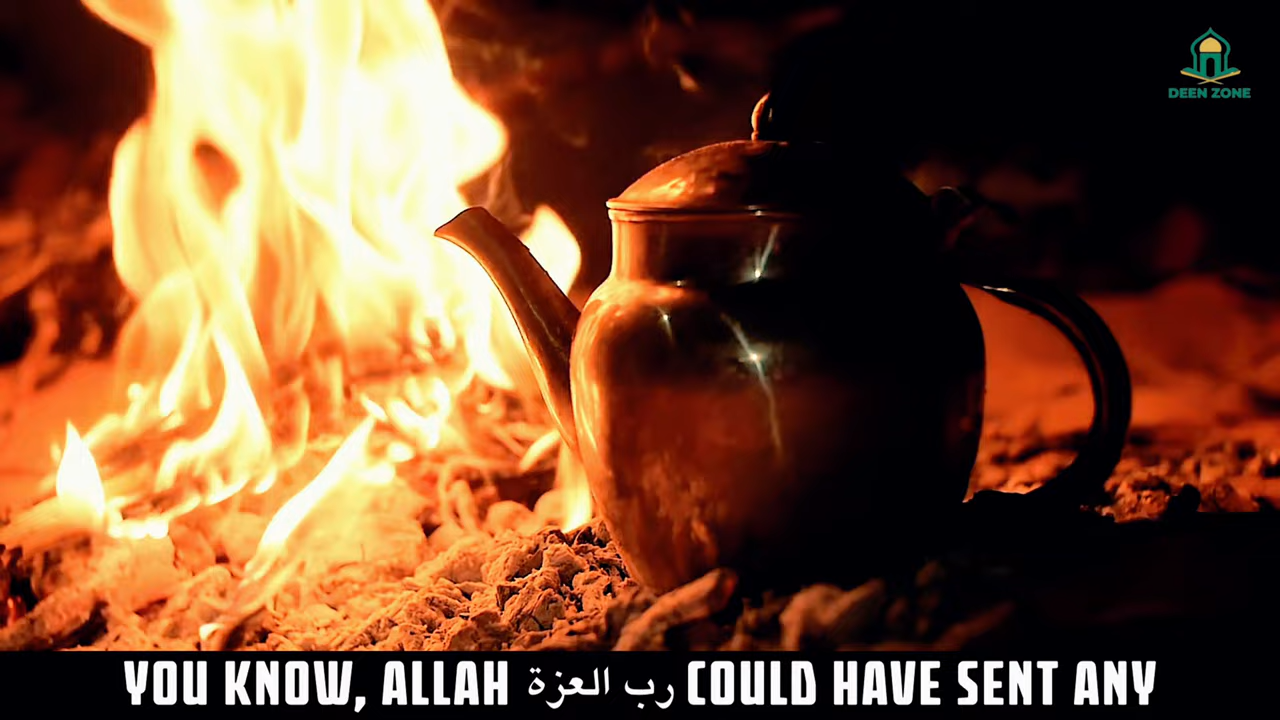 DEEN ZONE
YOU KNOW, ALLAH رب العزة COULD HAVE SENT ANY